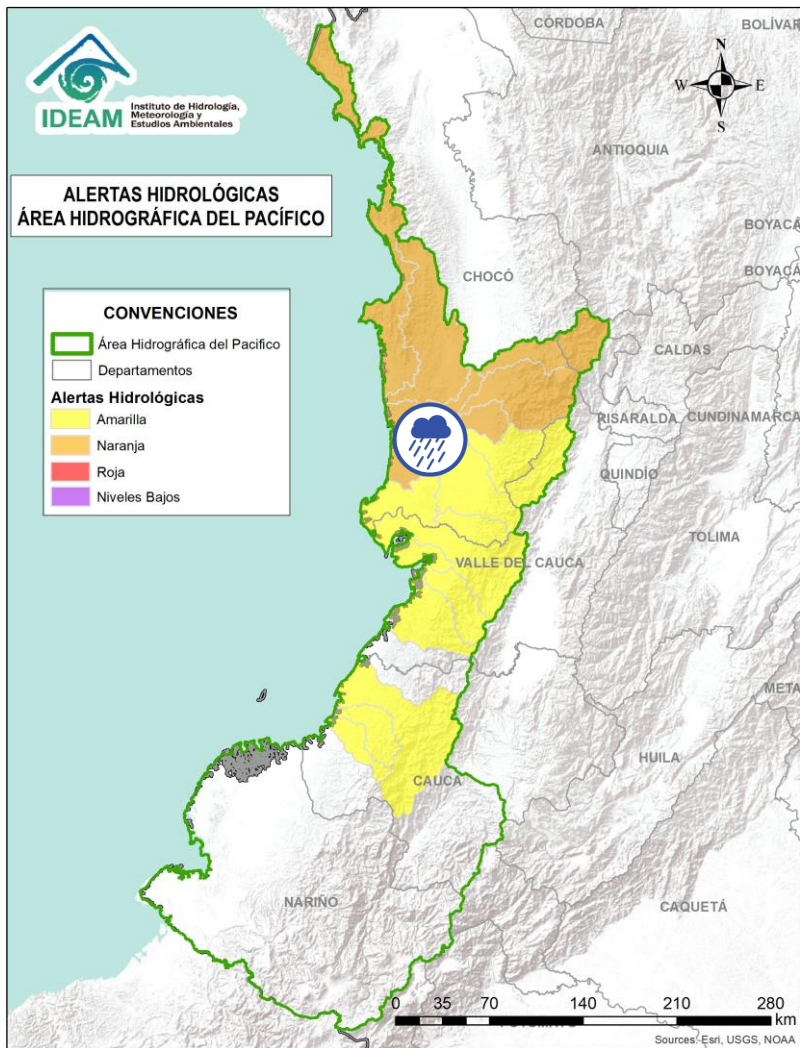 CÓRDOBA
BOLÍVAR
N
W E
S
IDEAM
Instituto de Hidrología,
Meteorología y
Estudios Ambientales
ANTIOQUIA
ALERTAS HIDROLÓGICAS
ÁREA HIDROGRÁFICA DEL PACÍFICO
BOYACÁ
BOYACÁ
CHOCÓ
CONVENCIONES
Área Hidrográfica del Pacifico
Departamentos
Alertas Hidrológicas
Amarilla
Naranja
Roja
Niveles Bajos
CALDAS
RISARALDA
CUNDINAMARCA
QUINDÍO
TOLIMA
VALLE DEL CAUCA
META
HUILA
CAUCA
NARIÑO
CAQUETÁ
0 35 70 140 210 280
km
Sources: Esri, USGS, NOAA